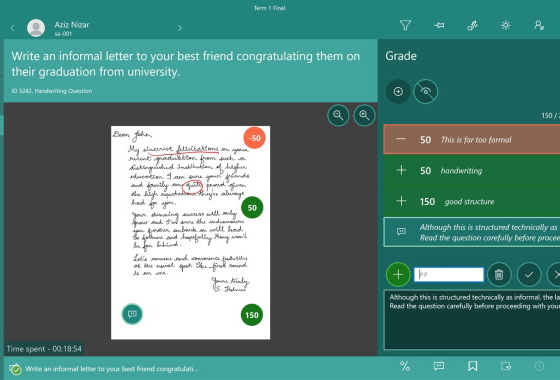 Term 1 Final
Aziz Nizar
sa-001
Write an informal letter to your best friend congratulating them on
their graduation from university.
ID 3242, Handwriting Question
Dear John,
My sincerest felicitations on your
recent graduation from such a
distinguished institution of higher
education. I am sure your friends
and family are quite proud given
the high expectations they've always
had for you.
Your stunning success will only
grow and I'm sure the endeavours
you further embark on will lead
to fortune and hopefully fame won't
be far behind.
Let's convene and commence festivities
at the usual spot. The first round
is on me.
Yours truly,
S. Holmes
-50
50
150
Time spent - 00:18:54
Write an informal letter to your best friend congratulati...
Grade
150 /
50 This is far too formal
50 handwriting
150 good structure
Although this is structured technically as
Read the question carefully before procee
##
Although this is structured technically as informal, the la
Read the question carefully before proceeding with your